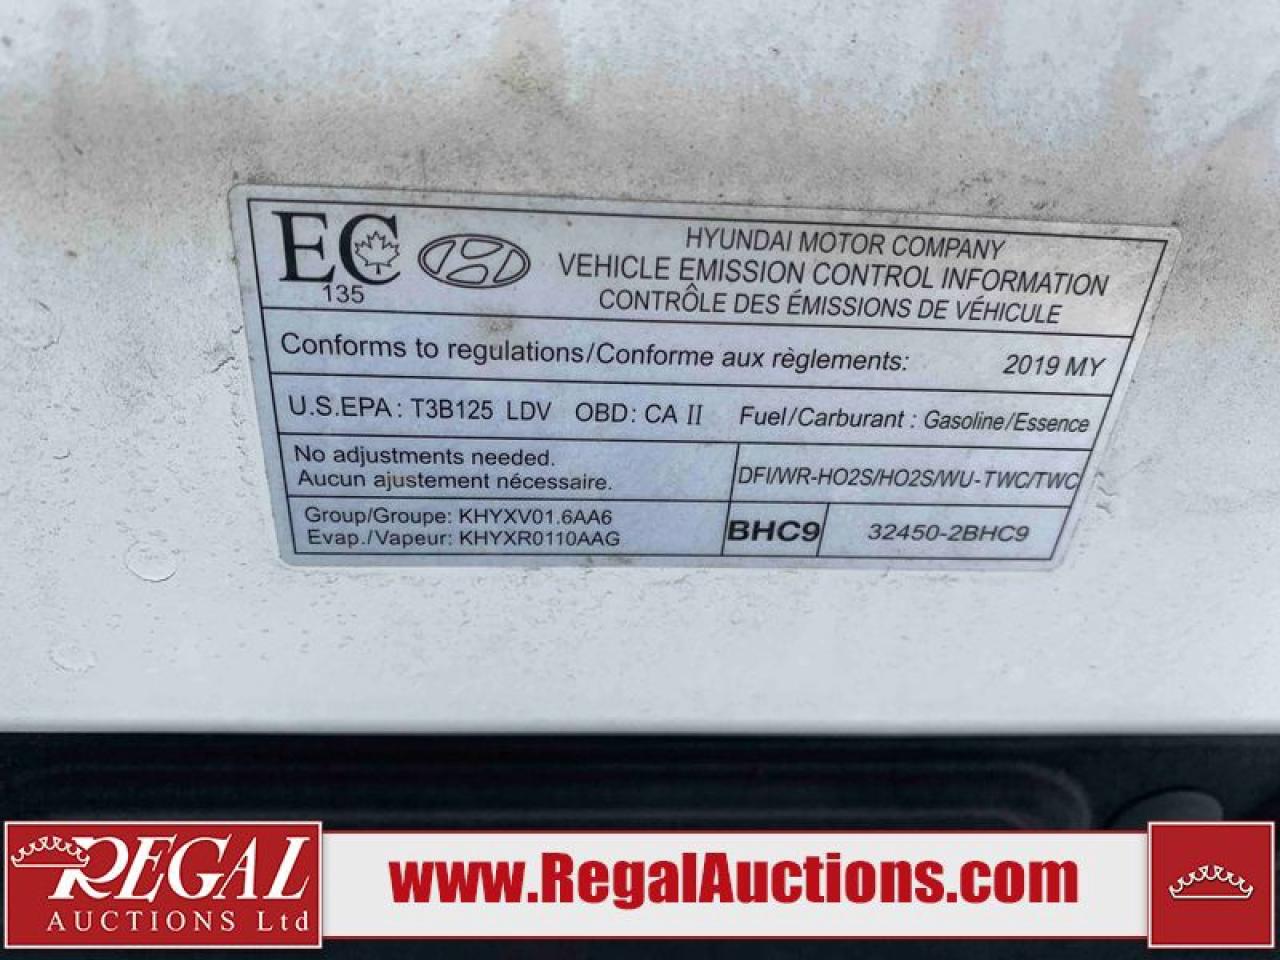 EC
135
HYUNDAI MOTOR COMPANY
VEHICLE EMISSION CONTROL INFORMATION
CONTRÔLE DES ÉMISSIONS DE VÉHICULE
Conforms to regulations/Conforme aux règlements: 2019 MY
U.S.EPA : T3B125 LDV OBD: CA II Fuel/Carburant : Gasoline/Essence
No adjustments needed.
Aucun ajustement nécessaire.
DFI/WR-HO2S/HO2S/WU-TWC/TWC
Group/Groupe: KHYXV01.6AA6
Evap./Vapeur: KHYXR0110AAG
BHC9 32450-2BHC9
REGAL
AUCTIONS Ltd
www.RegalAuctions.com